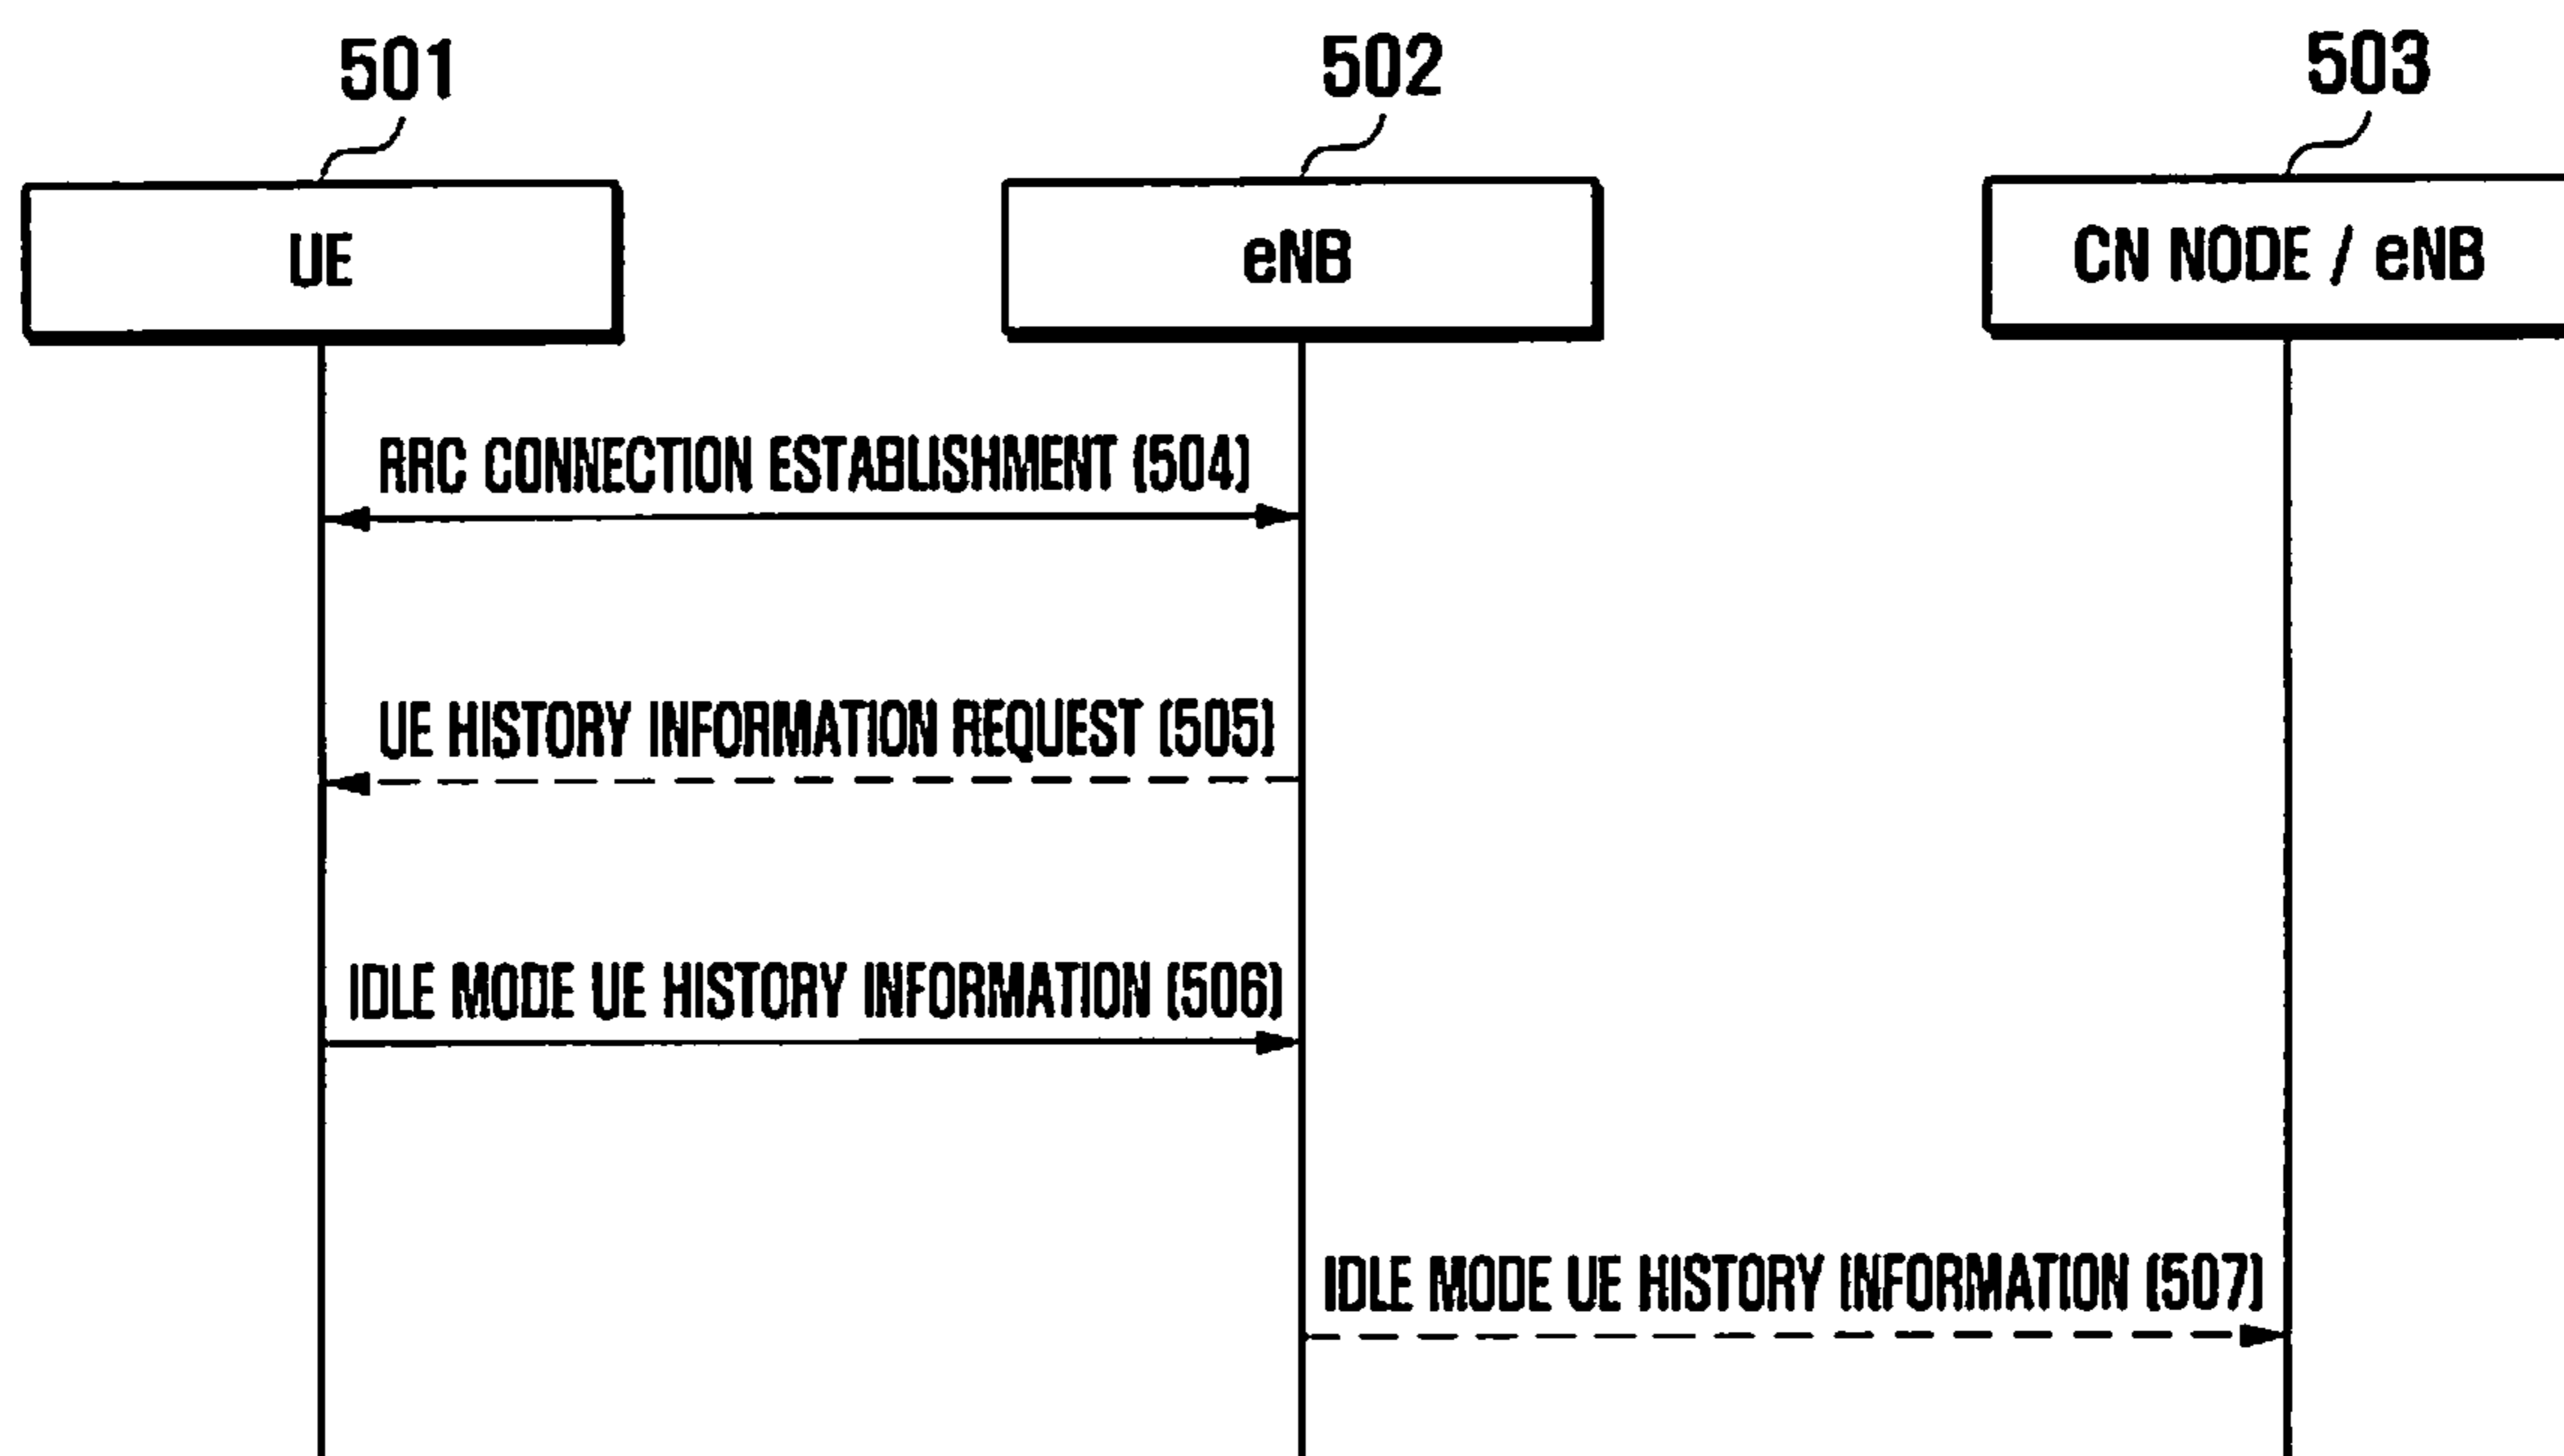 501
502
503
UE
eNB
CN NODE / eNB
RRC CONNECTION ESTABLISHMENT (504)
UE HISTORY INFORMATION REQUEST (505)
IDLE MODE UE HISTORY INFORMATION (506)
IDLE MODE UE HISTORY INFORMATION (507)